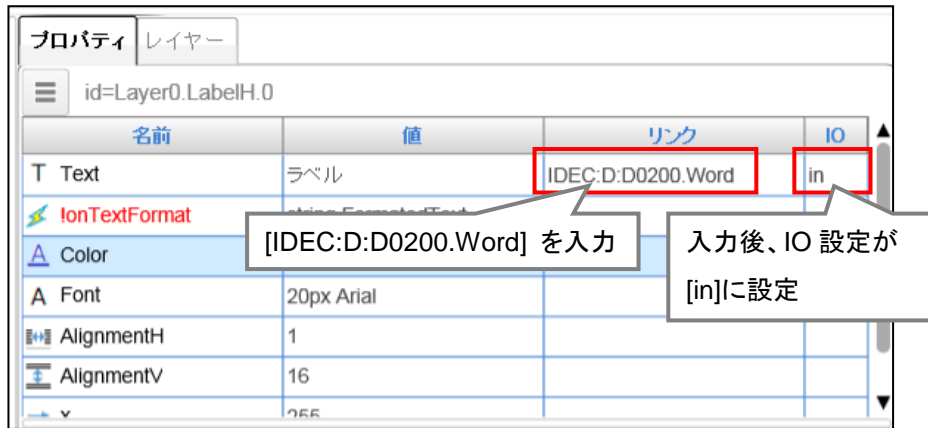 プロパティ レイヤー
id=Layer0.LabelH.0
名前 値 リンク IO
Text ラベル IDEC:D:D0200.Word in
!onTextFormat
[IDEC:D:D0200.Word] を入力
入力後、IO 設定が
[in]に設定
Color
Font 20px Arial
AlignmentH 1
AlignmentV 16